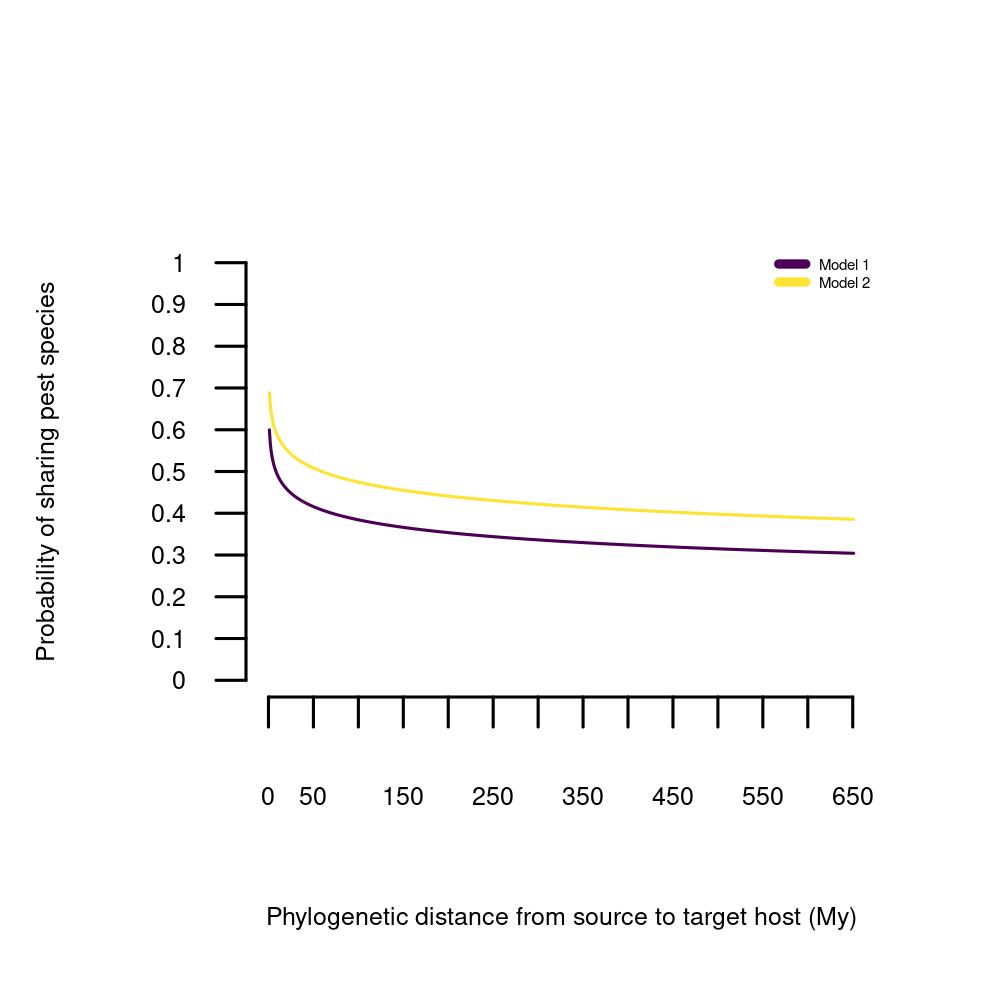 Model 1
Model 2
Probability of sharing pest species
1
0.9
0.8
0.7
0.6
0.5
0.4
0.3
0.2
0.1
0
0 50 150 250 350 450 550 650
Phylogenetic distance from source to target host (My)